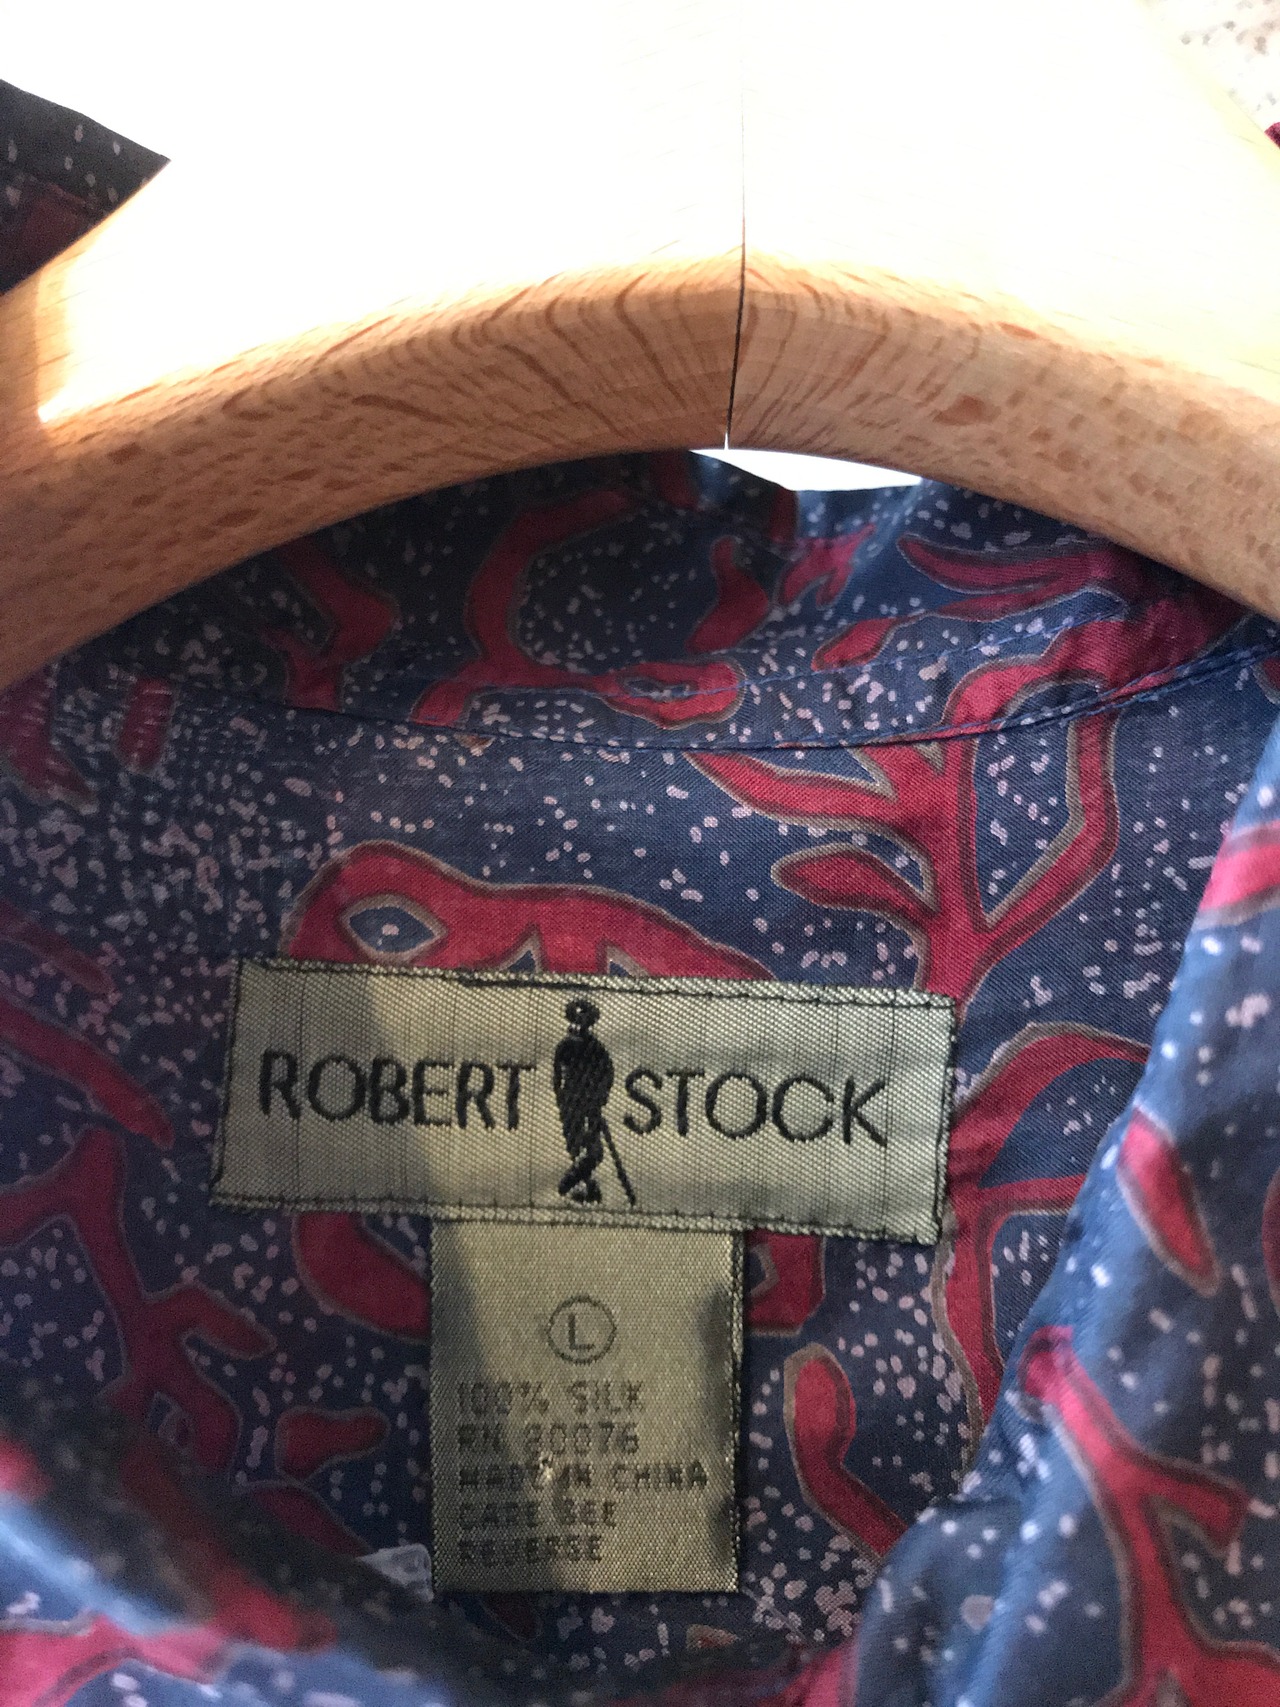 ROBERT STOCK
L
100% SILK
RN 80076
MADE IN CHINA
CARE SEE
REVERSE